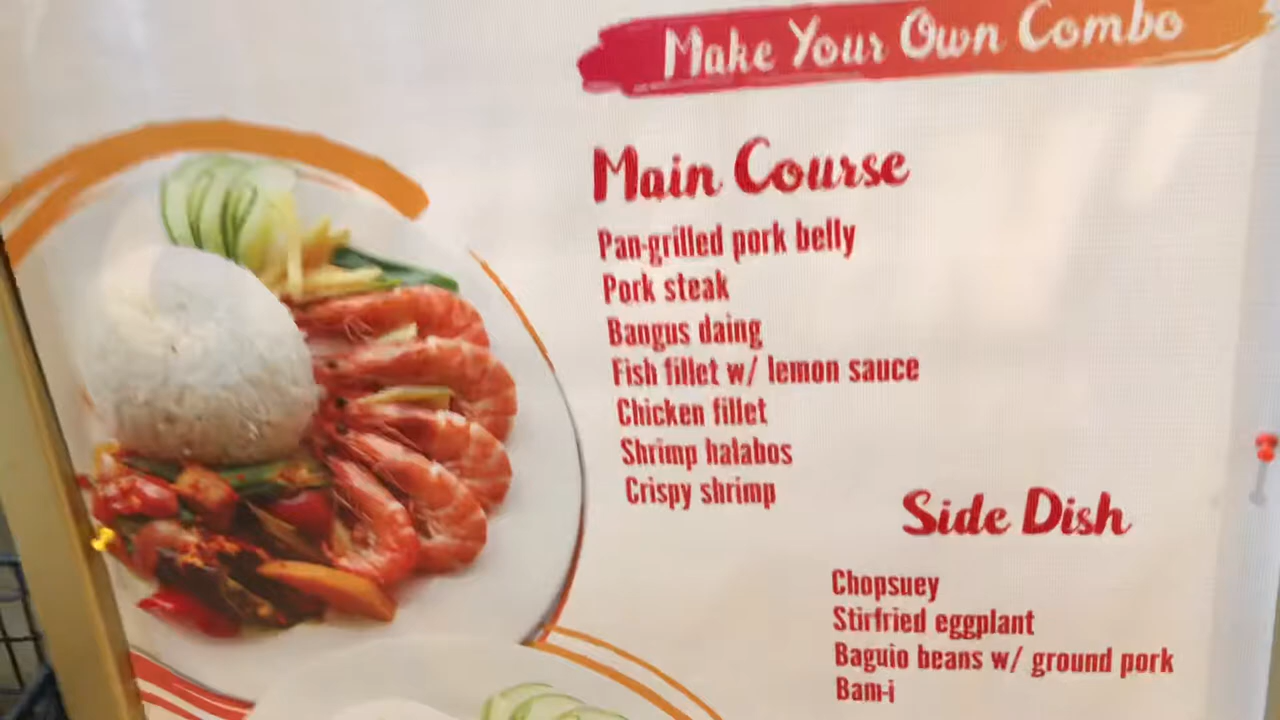 Make Your Own Combo
Main Course
Pan-grilled pork belly
Pork steak
Bangus daing
Fish fillet w/ lemon sauce
Chicken fillet
Shrimp halabos
Crispy shrimp
Side Dish
Chopsuey
Stirfried eggplant
Baguio beans w/ ground pork
Bam-i